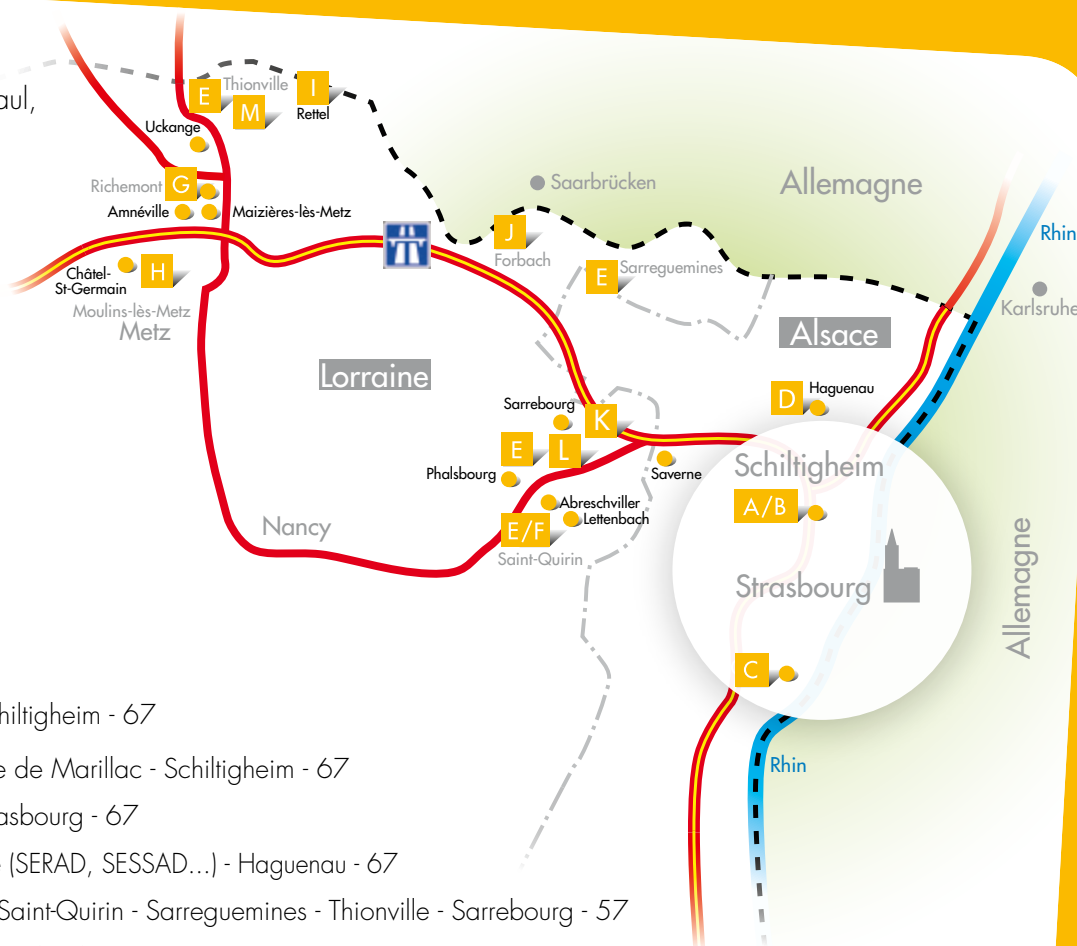 aul,
E
Thionville
M
I
Rettel
Uckange
Richemont
G
Amnéville
Maizières-lès-Metz
Châtel-
St-Germain
H
Moulins-lès-Metz
Metz
Saarbrücken
Allemagne
J
Forbach
E
Sarreguemines
Rhin
Karlsruhe
Alsace
Lorraine
D
Haguenau
Sarrebourg
K
E
L
Phalsbourg
Saverne
Abreschviller
Lettenbach
E/F
Saint-Quirin
Nancy
Schiltigheim
A/B
Strasbourg
Allemagne
C
Rhin
hiltigheim - 67
e de Marillac - Schiltigheim - 67
asbourg - 67
(SERAD, SESSAD...) - Haguenau - 67
Saint-Quirin - Sarreguemines - Thionville - Sarrebourg - 57